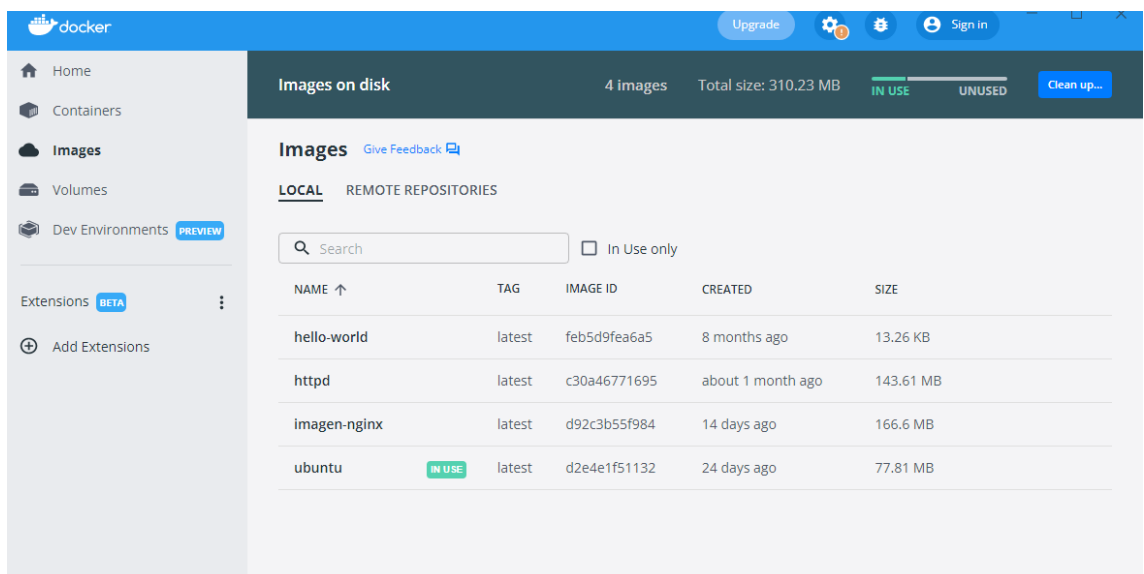 docker
Upgrade
Sign in
Home
Containers
Images
Volumes
Dev Environments PREVIEW
Extensions BETA
Add Extensions
Images on disk 4 images Total size: 310.23 MB IN USE UNUSED Clean up...
Images Give Feedback
LOCAL REMOTE REPOSITORIES
Search In Use only
NAME TAG IMAGE ID CREATED SIZE
hello-world latest feb5d9fea6a5 8 months ago 13.26 KB
httpd latest c30a46771695 about 1 month ago 143.61 MB
imagen-nginx latest d92c3b55f984 14 days ago 166.6 MB
ubuntu IN USE latest d2e4e1f51132 24 days ago 77.81 MB